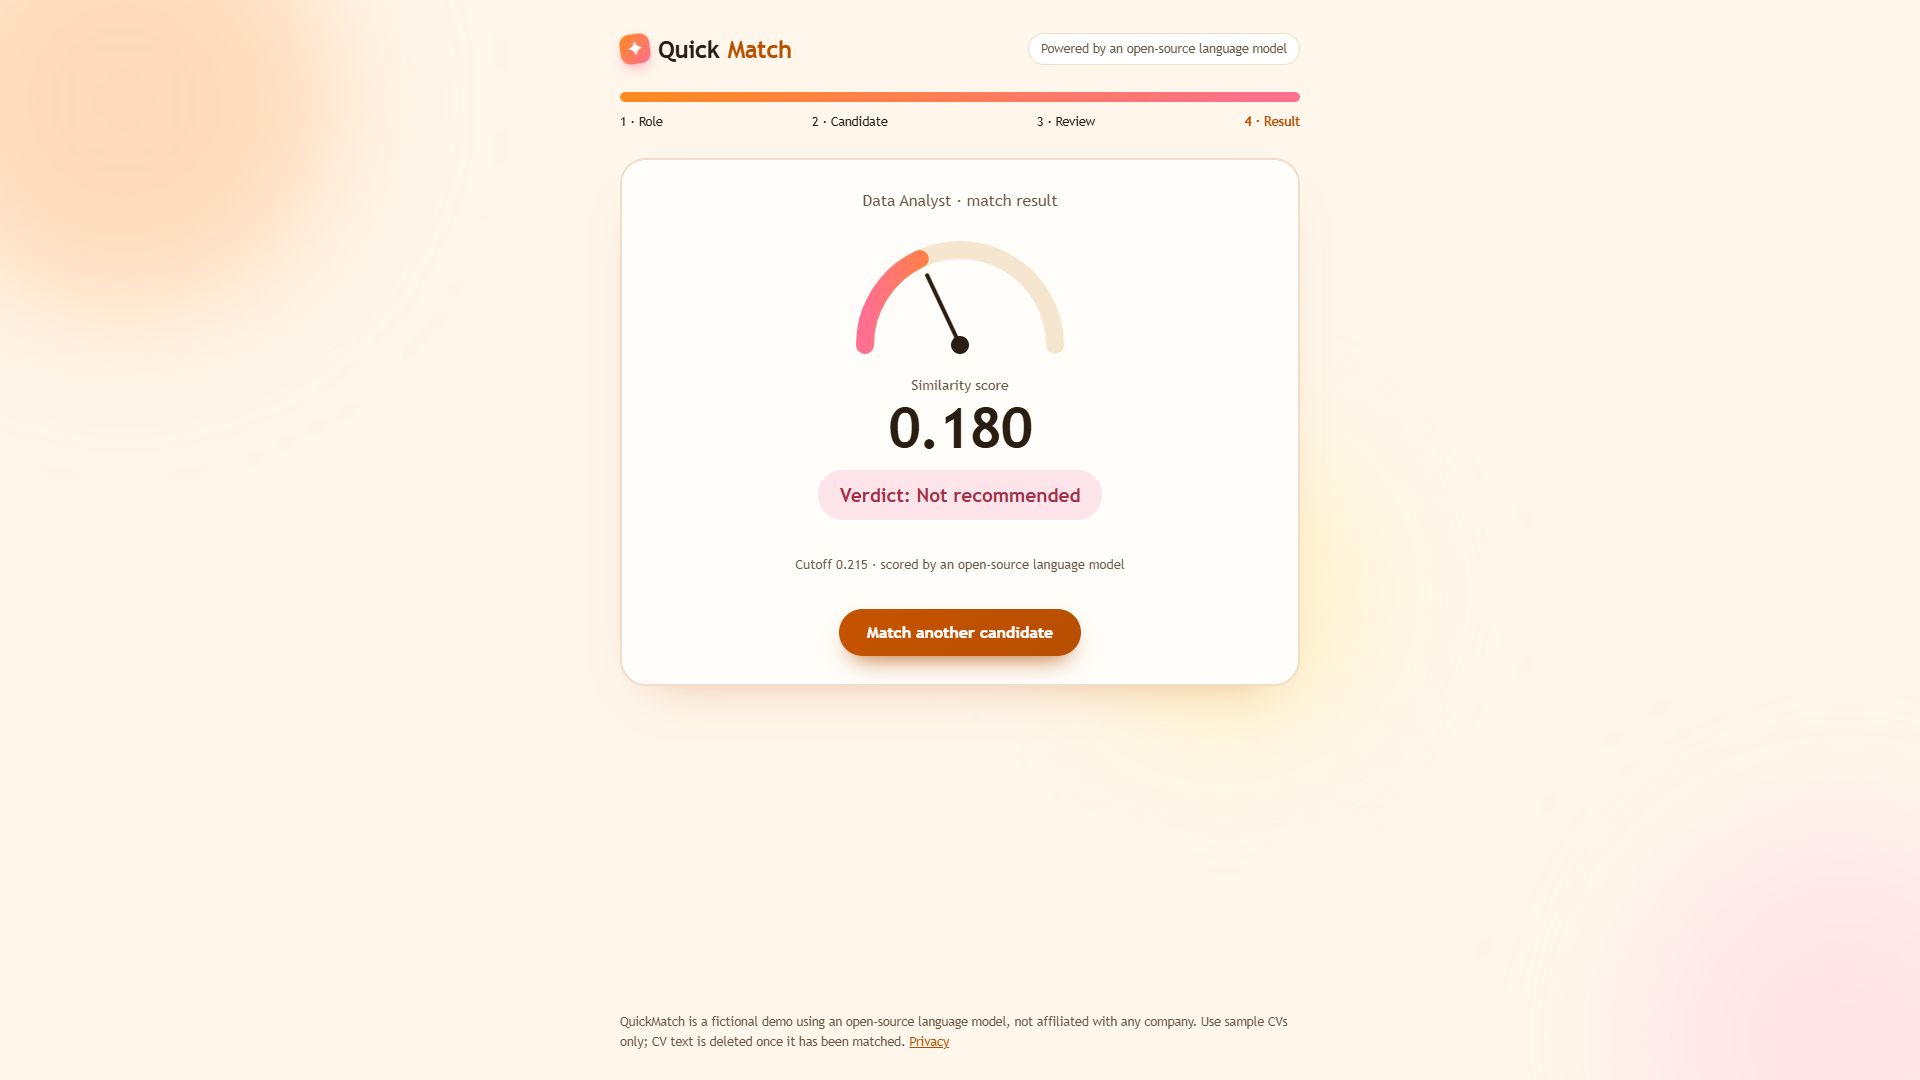 Quick Match
Powered by an open-source language model
1 · Role
2 · Candidate
3 · Review
4 · Result
Data Analyst · match result
Similarity score
0.180
Verdict: Not recommended
Cutoff 0.215 · scored by an open-source language model
Match another candidate
QuickMatch is a fictional demo using an open-source language model, not affiliated with any company. Use sample CVs
only; CV text is deleted once it has been matched. Privacy